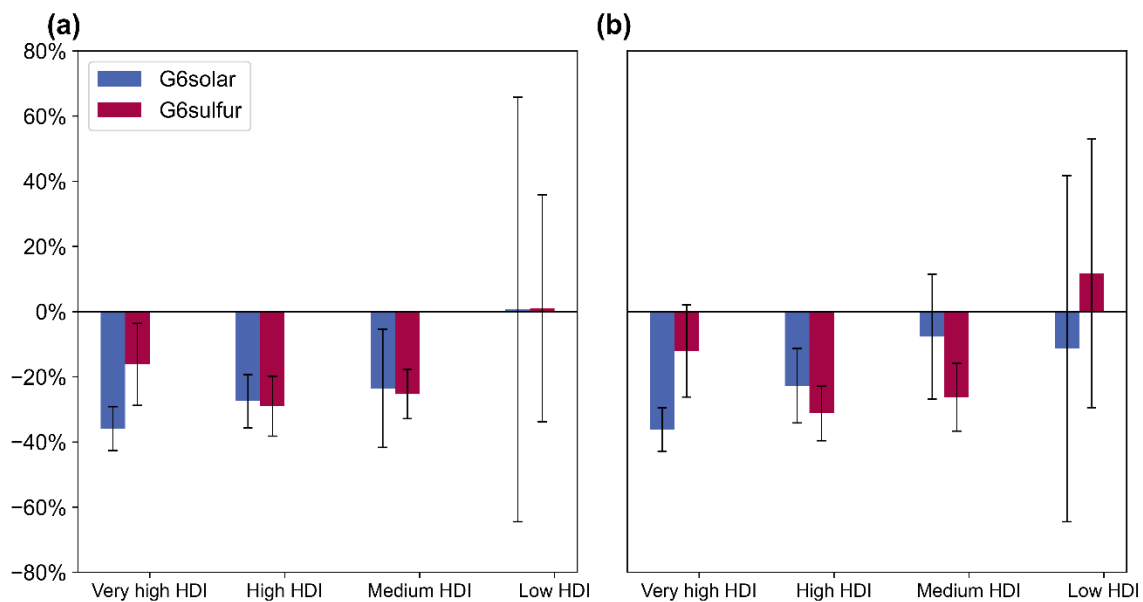 (a)
(b)
80%
60%
40%
20%
0%
−20%
−40%
−60%
−80%
G6solar
G6sulfur
Very high HDI High HDI Medium HDI Low HDI
Very high HDI High HDI Medium HDI Low HDI